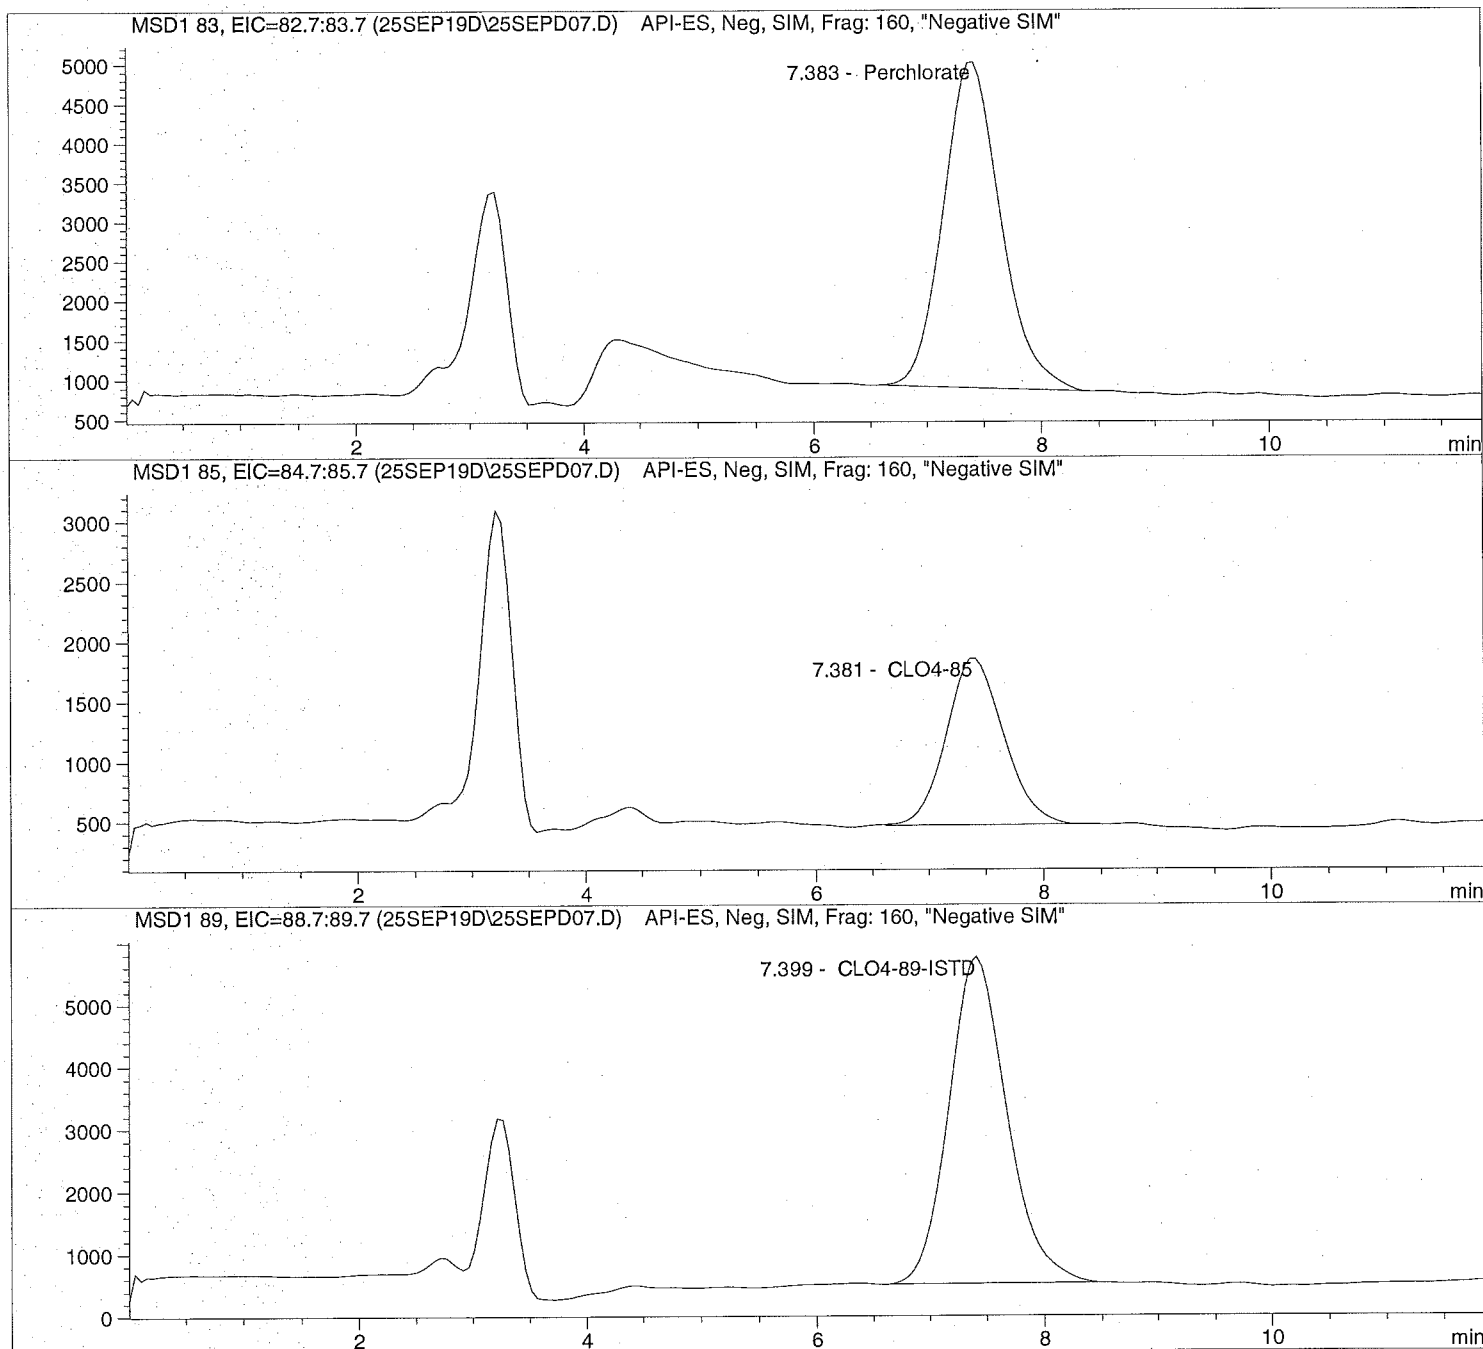 MSD1 83, EIC=82.7:83.7 (25SEP19D\25SEPD07.D) API-ES, Neg, SIM, Frag: 160, "Negative SIM"
7.383 - Perchlorate
5000
4500
4000
3500
3000
2500
2000
1500
1000
500
2 4 6 8 10 min
MSD1 85, EIC=84.7:85.7 (25SEP19D\25SEPD07.D) API-ES, Neg, SIM, Frag: 160, "Negative SIM"
7.381 - CLO4-85
3000
2500
2000
1500
1000
500
2 4 6 8 10 min
MSD1 89, EIC=88.7:89.7 (25SEP19D\25SEPD07.D) API-ES, Neg, SIM, Frag: 160, "Negative SIM"
7.399 - CLO4-89-ISTD
5000
4000
3000
2000
1000
0
2 4 6 8 10 min